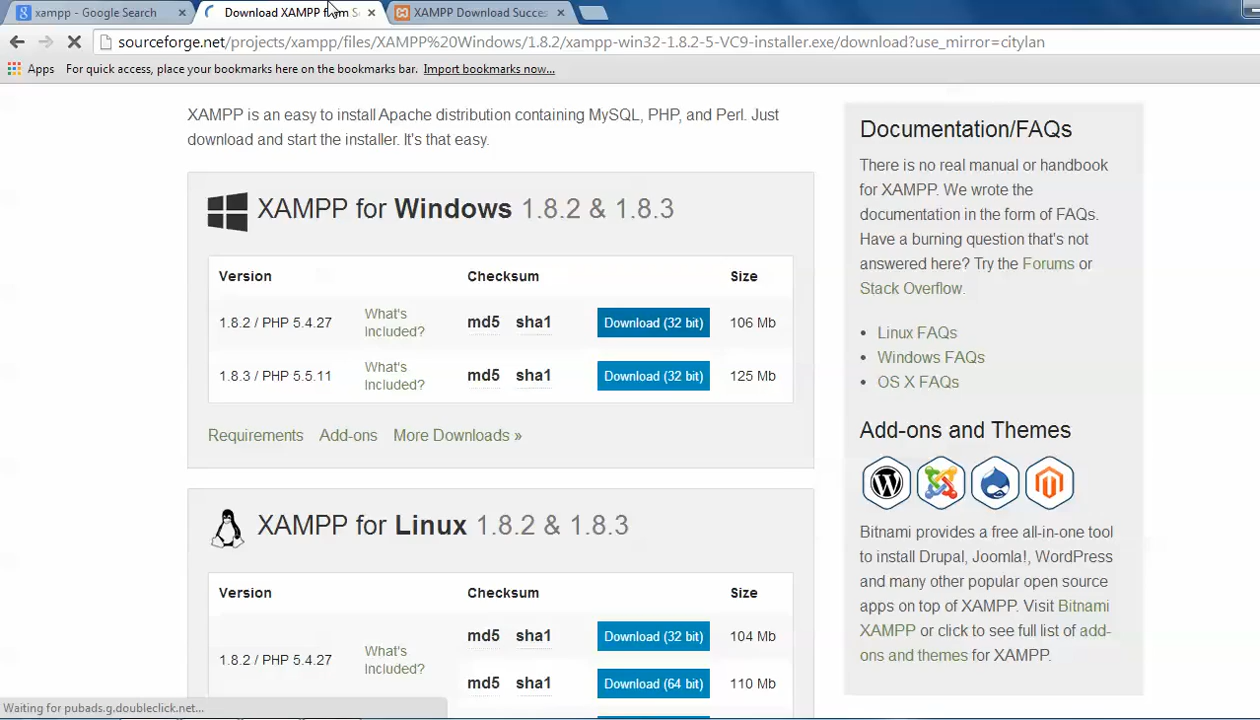 xampp - Google Search
Download XAMPP from S
XAMPP Download Succes
sourceforge.net/projects/xampp/files/XAMPP%20Windows/1.8.2/xampp-win32-1.8.2-5-VC9-installer.exe/download?use_mirror=citylan
Apps For quick access, place your bookmarks here on the bookmarks bar. Import bookmarks now...
XAMPP is an easy to install Apache distribution containing MySQL, PHP, and Perl. Just
download and start the installer. It's that easy.
XAMPP for Windows 1.8.2 & 1.8.3
Version Checksum Size
1.8.2 / PHP 5.4.27 What's Included? md5 sha1 Download (32 bit) 106 Mb
1.8.3 / PHP 5.5.11 What's Included? md5 sha1 Download (32 bit) 125 Mb
Requirements Add-ons More Downloads »
XAMPP for Linux 1.8.2 & 1.8.3
Version Checksum Size
md5 sha1 Download (32 bit) 104 Mb
1.8.2 / PHP 5.4.27 What's Included?
md5 sha1 Download (64 bit) 110 Mb
Documentation/FAQs
There is no real manual or handbook
for XAMPP. We wrote the
documentation in the form of FAQs.
Have a burning question that's not
answered here? Try the Forums or
Stack Overflow.
• Linux FAQs
• Windows FAQs
• OS X FAQs
Add-ons and Themes
Bitnami provides a free all-in-one tool
to install Drupal, Joomla!, WordPress
and many other popular open source
apps on top of XAMPP. Visit Bitnami
XAMPP or click to see full list of add-
ons and themes for XAMPP.
Waiting for pubads.g.doubleclick.net...